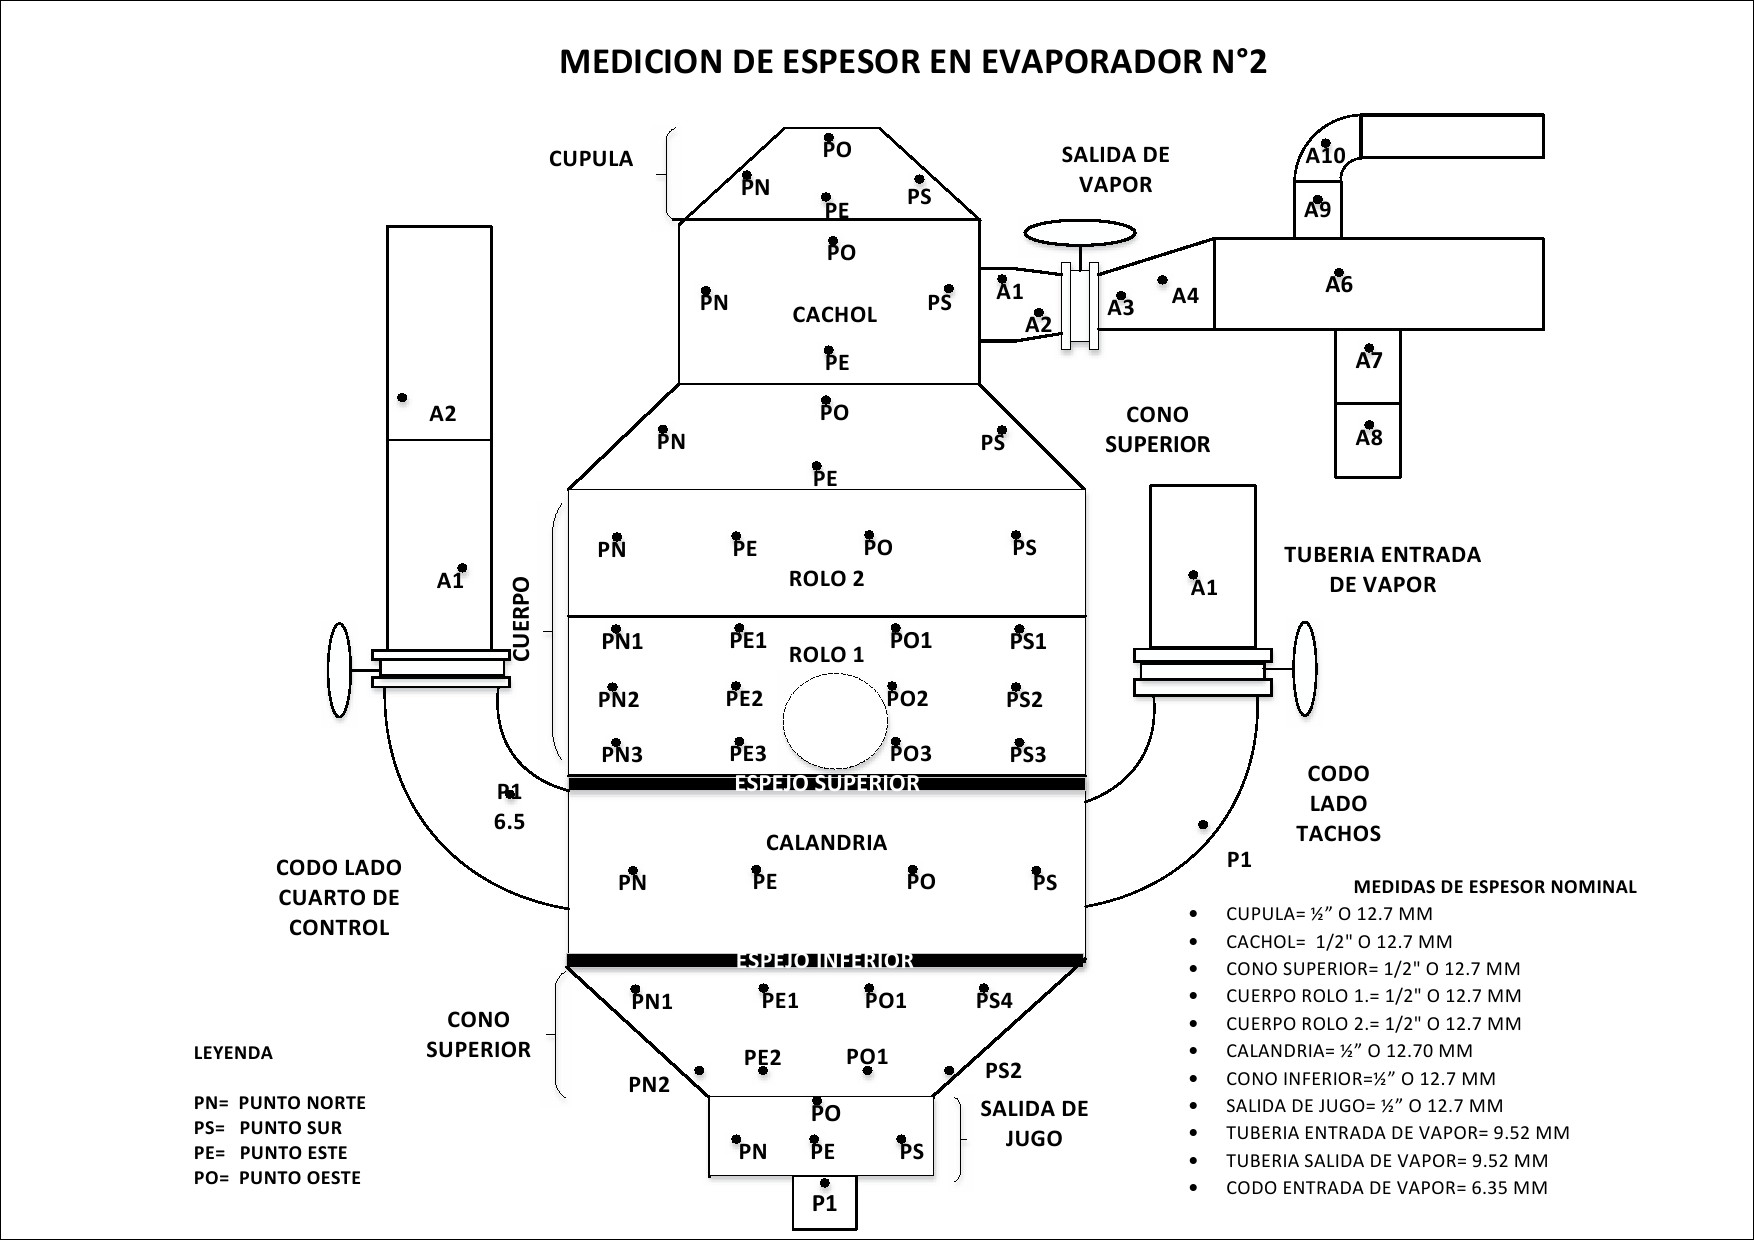 MEDICION DE ESPESOR EN EVAPORADOR N°2
CUPULA
PO
PN
PS
PE
SALIDA DE
VAPOR
A10
A9
PO
PN
CACHOL
PS
PE
A1
A2
A3
A4
A6
A7
A8
A2
A1
PO
PN
PS
PE
CONO
SUPERIOR
CUERPO
PN
PE
PO
PS
ROLO 2
A1
TUBERIA ENTRADA
DE VAPOR
PN1
PE1
ROLO 1
PO1
PS1
PN2
PE2
PO2
PS2
PN3
PE3
PO3
PS3
ESPEJO SUPERIOR
P1
6.5
CALANDRIA
PN
PE
PO
PS
CODO
LADO
TACHOS
P1
CODO LADO
CUARTO DE
CONTROL
ESPEJO INFERIOR
PN1
PE1
PO1
PS4
CONO
SUPERIOR
PN2
PE2
PO1
PS2
PO
PN
PE
PS
SALIDA DE
JUGO
P1
LEYENDA
PN= PUNTO NORTE
PS= PUNTO SUR
PE= PUNTO ESTE
PO= PUNTO OESTE
MEDIDAS DE ESPESOR NOMINAL
• CUPULA= ½” O 12.7 MM
• CACHOL= 1/2" O 12.7 MM
• CONO SUPERIOR= 1/2" O 12.7 MM
• CUERPO ROLO 1.= 1/2" O 12.7 MM
• CUERPO ROLO 2.= 1/2" O 12.7 MM
• CALANDRIA= ½” O 12.70 MM
• CONO INFERIOR=½” O 12.7 MM
• SALIDA DE JUGO= ½” O 12.7 MM
• TUBERIA ENTRADA DE VAPOR= 9.52 MM
• TUBERIA SALIDA DE VAPOR= 9.52 MM
• CODO ENTRADA DE VAPOR= 6.35 MM